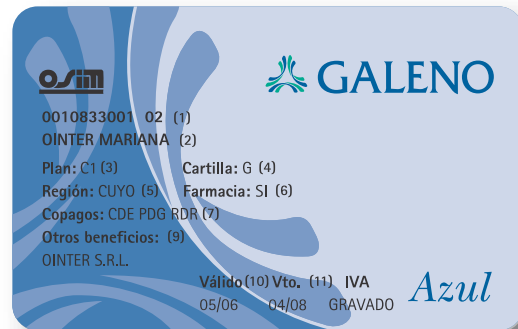 osim
GALENO
0010833001 02 (1)
OINTER MARIANA (2)
Plan: C1 (3) Cartilla: G (4)
Región: CUYO (5) Farmacia: SI (6)
Copagos: CDE PDG RDR (7)
Otros beneficios: (9)
OINTER S.R.L.
Válido (10) Vto. (11) IVA
05/06 04/08 GRAVADO
Azul